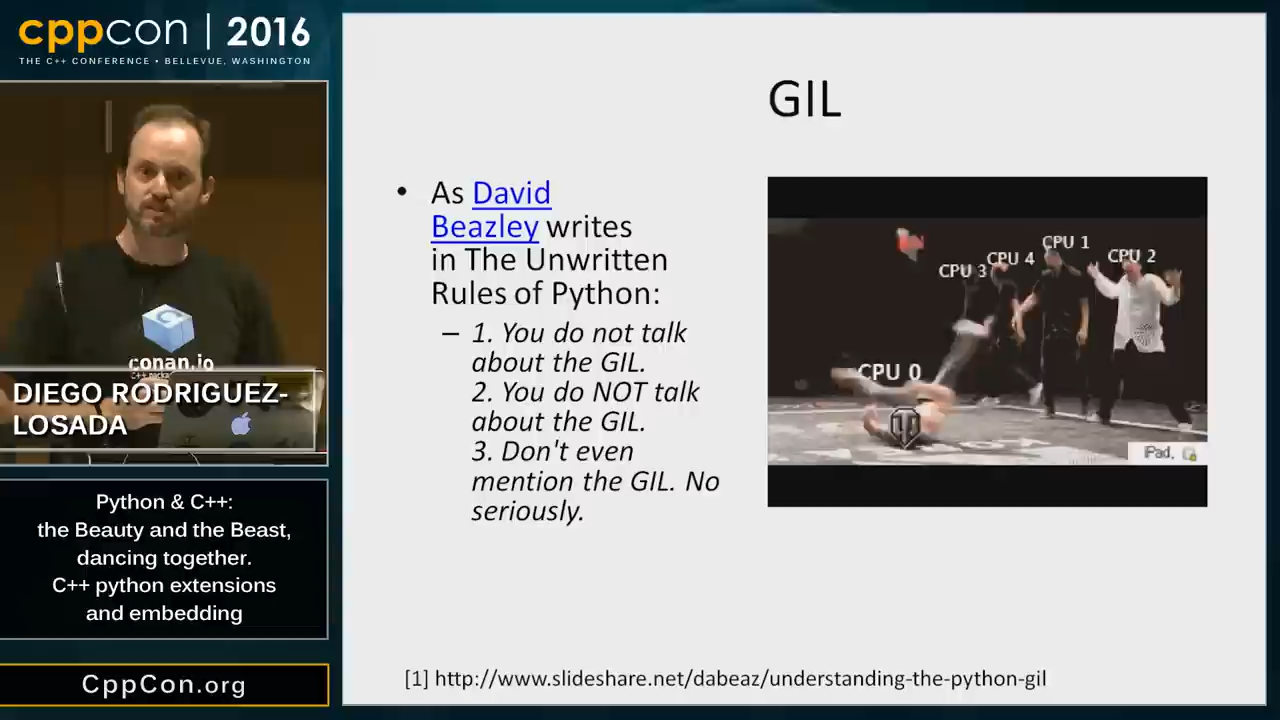 cppcon | 2016
THE C++ CONFERENCE • BELLEVUE, WASHINGTON
conan.io
DIEGO RODRIGUEZ-
LOSADA
Python & C++:
the Beauty and the Beast,
dancing together.
C++ python extensions
and embedding
CppCon.org
GIL
• As David
Beazley writes
in The Unwritten
Rules of Python:
– 1. You do not talk
about the GIL.
2. You do NOT talk
about the GIL.
3. Don't even
mention the GIL. No
seriously.
CPU 3
CPU 4
CPU 1
CPU 2
CPU 0
iPad,
[1] http://www.slideshare.net/dabeaz/understanding-the-python-gil